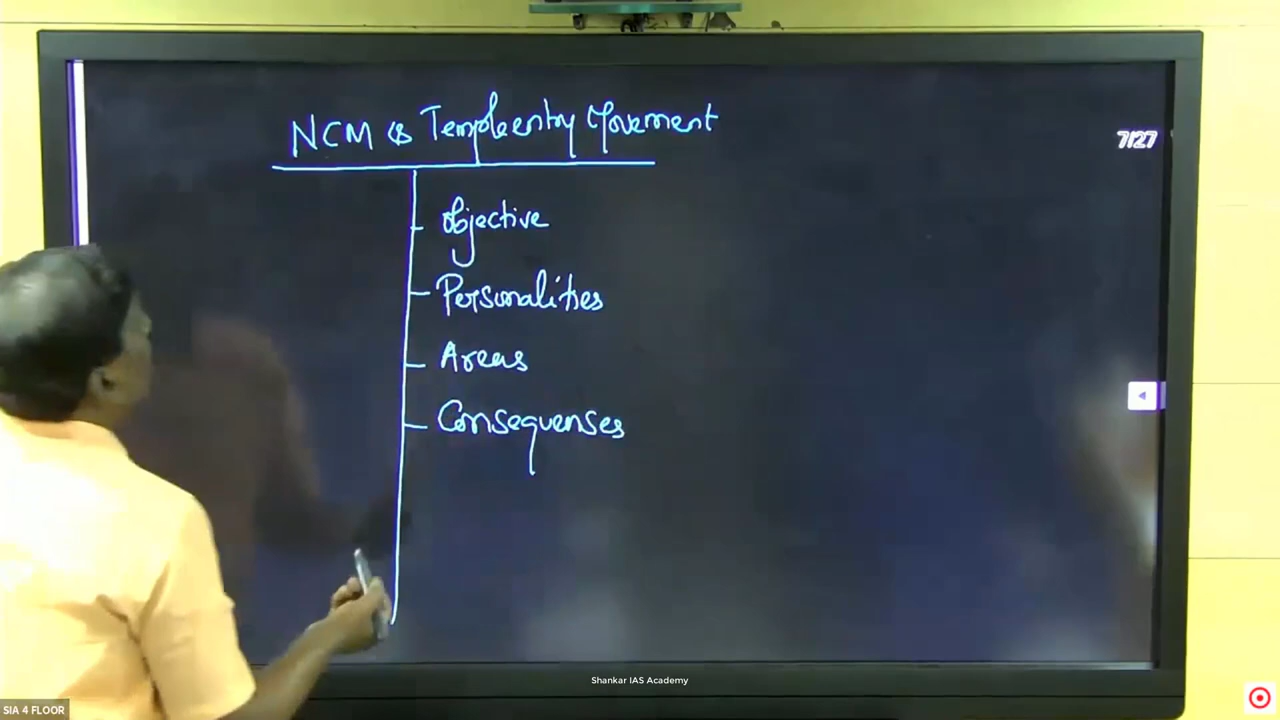 NCM & Templeentry Movement
7/27
Objective
Personalities
Areas
Consequenses
Shankar IAS Academy
SIA 4 FLOOR